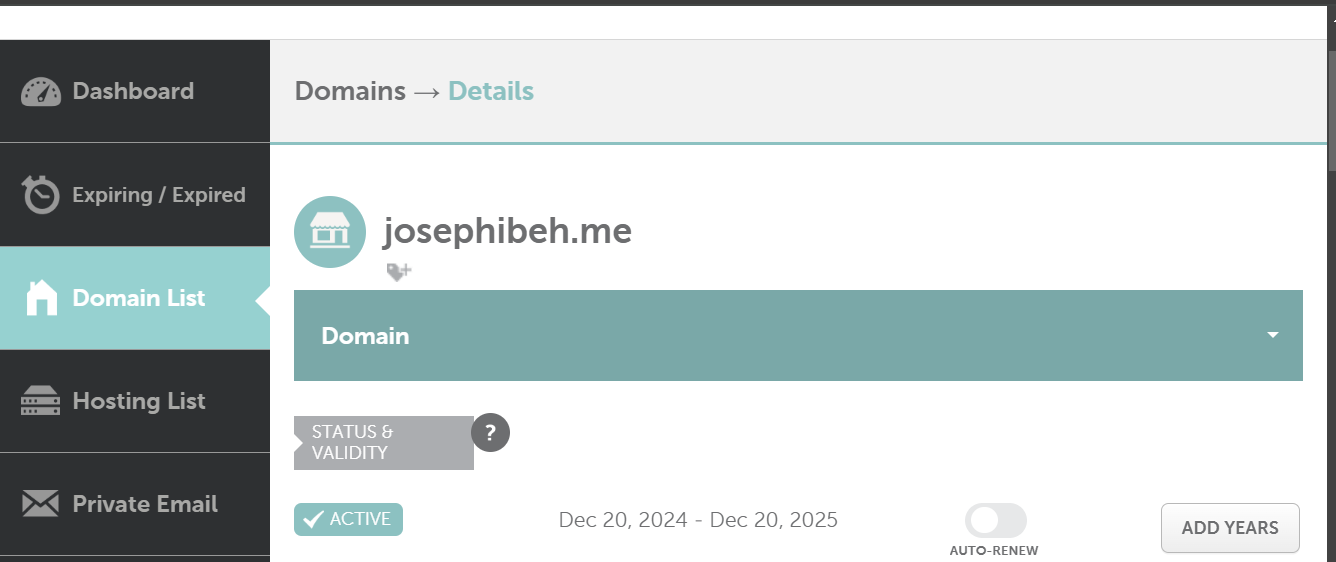 Dashboard
Expiring / Expired
Domain List
Hosting List
Private Email
Domains → Details
josephibeh.me
Domain
STATUS &
VALIDITY
?
ACTIVE
Dec 20, 2024 - Dec 20, 2025
AUTO-RENEW
ADD YEARS